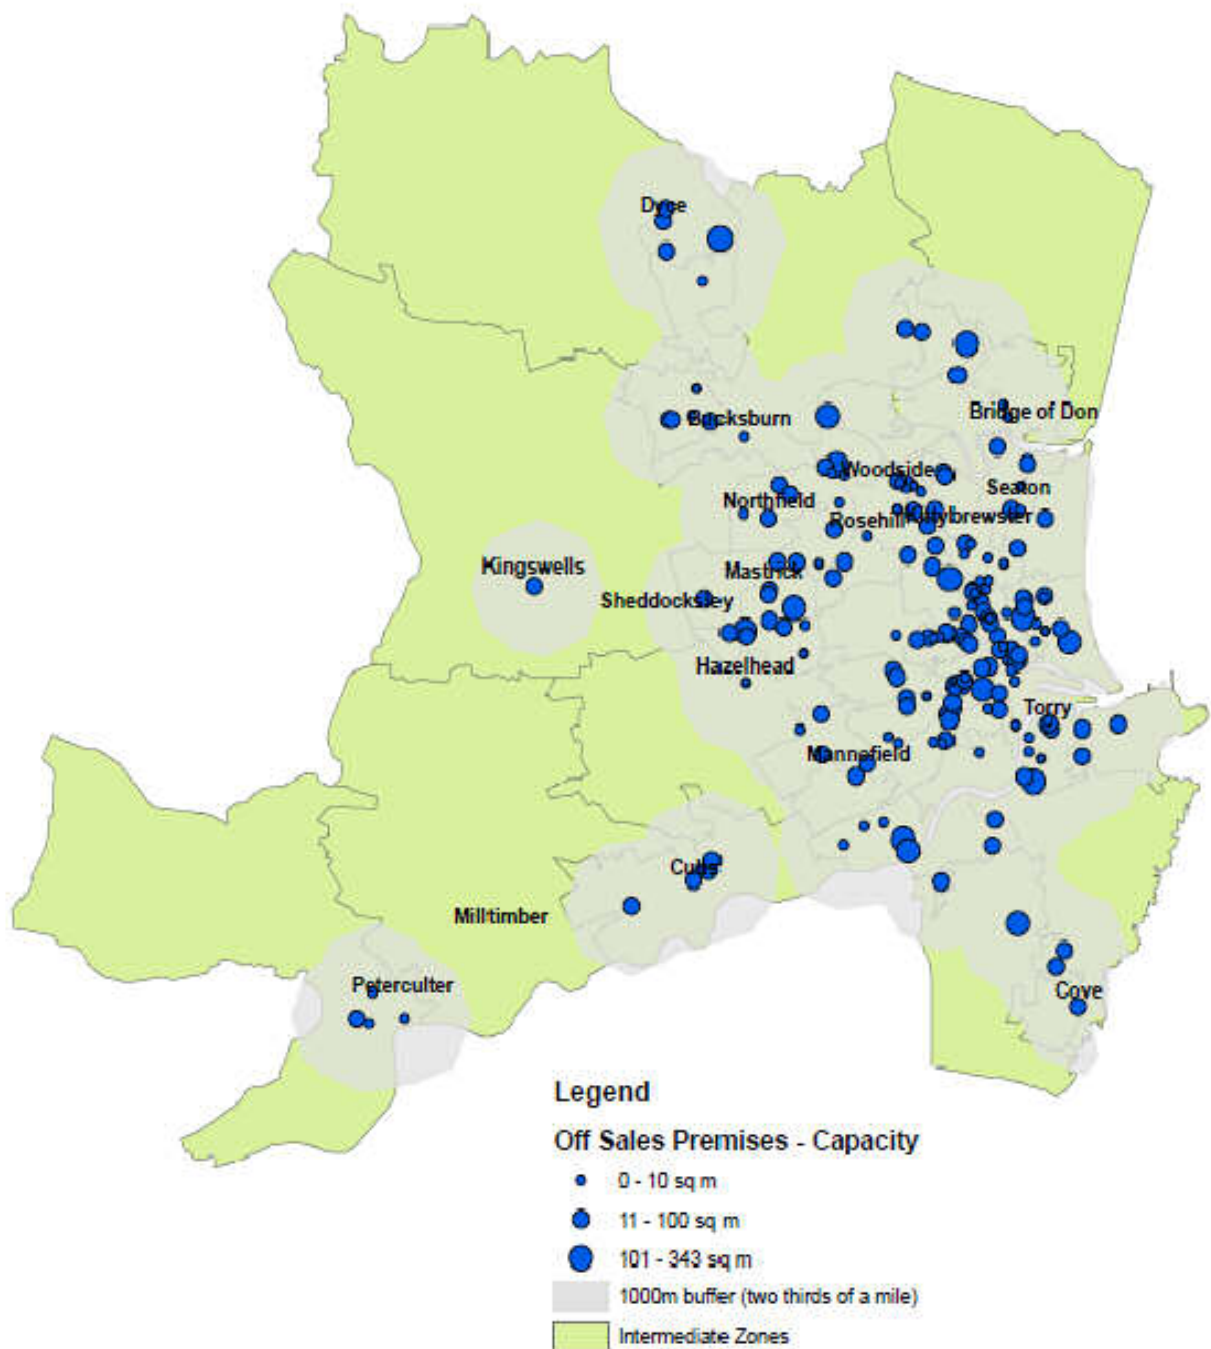 Dyce
Bucksburn
Bridge of Don
Woodside
Northfield
Seaton
Rosehill
Kittybrewster
Kingswells
Mastrick
Sheddocksley
Hazelhead
Torry
Mannofield
Cults
Milltimber
Peterculter
Cove
Legend
Off Sales Premises - Capacity
0 - 10 sq m
11 - 100 sq m
101 - 343 sq m
1000m buffer (two thirds of a mile)
Intermediate Zones